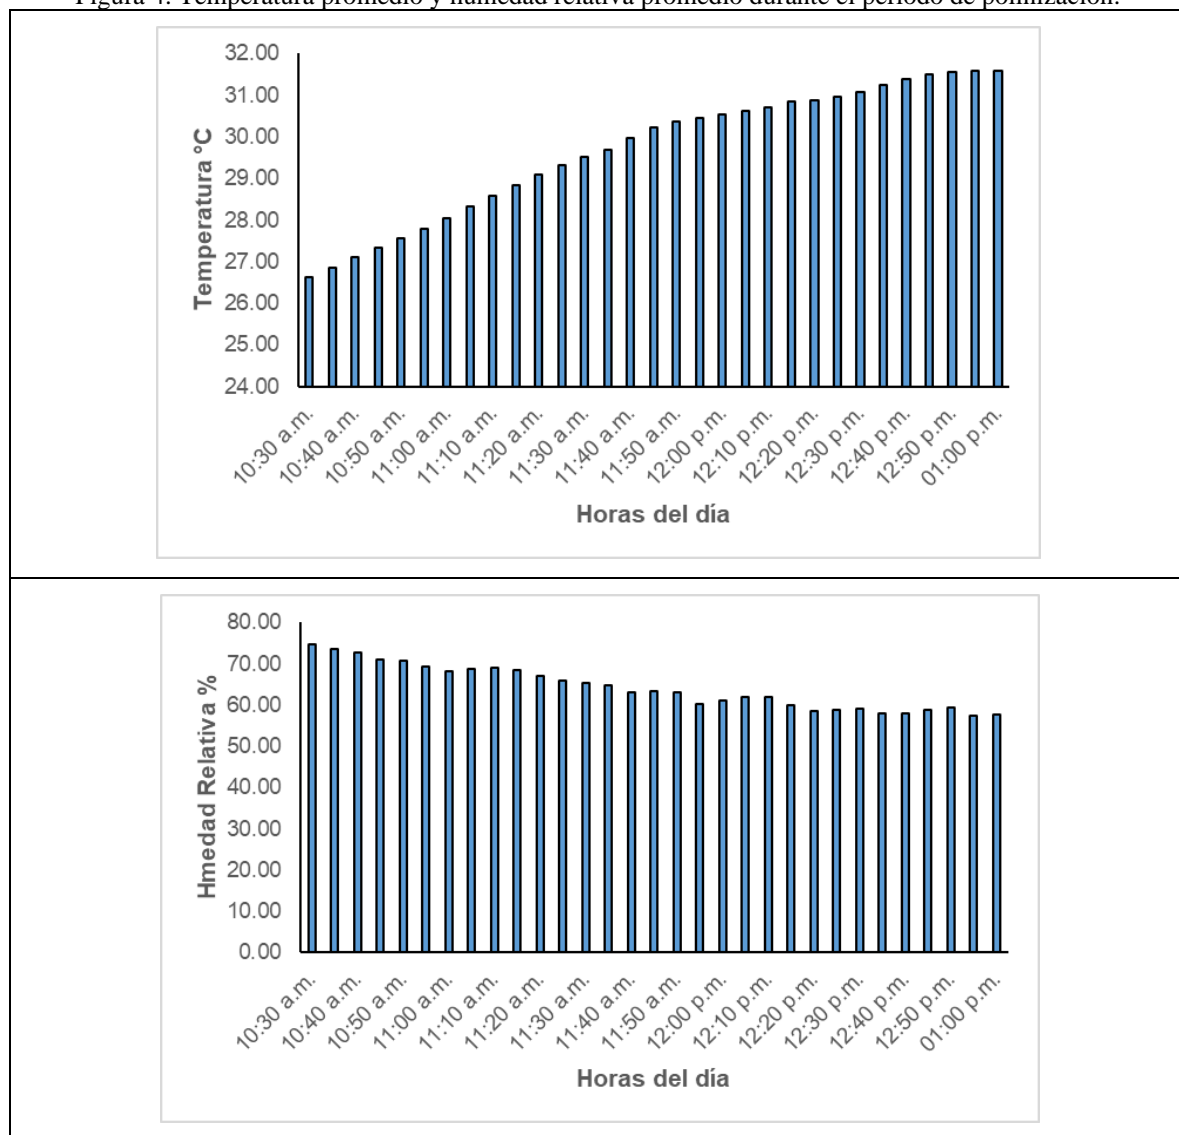 Figura 4. Temperatura promedio y humedad relativa promedio durante el período de polinización.
32.00
31.00
30.00
29.00
28.00
27.00
26.00
25.00
24.00
Temperatura °C
10:30 a.m.
10:40 a.m.
10:50 a.m.
11:00 a.m.
11:10 a.m.
11:20 a.m.
11:30 a.m.
11:40 a.m.
11:50 a.m.
12:00 p.m.
12:10 p.m.
12:20 p.m.
12:30 p.m.
12:40 p.m.
12:50 p.m.
01:00 p.m.
Horas del día
80.00
70.00
60.00
50.00
40.00
30.00
20.00
10.00
0.00
Hmedad Relativa %
10:30 a.m.
10:40 a.m.
10:50 a.m.
11:00 a.m.
11:10 a.m.
11:20 a.m.
11:30 a.m.
11:40 a.m.
11:50 a.m.
12:00 p.m.
12:10 p.m.
12:20 p.m.
12:30 p.m.
12:40 p.m.
12:50 p.m.
01:00 p.m.
Horas del día